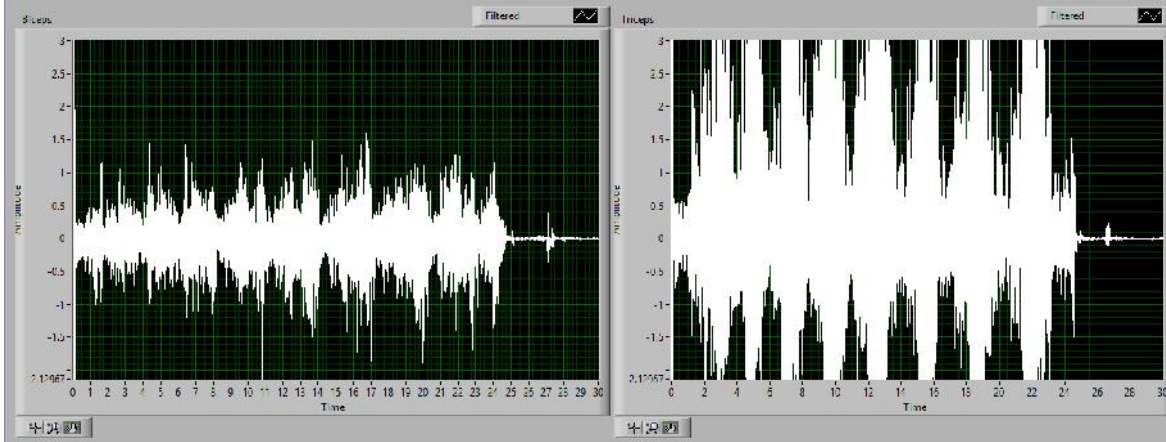 Biceps
Filtered
3-
2.5-
2-
1.5-
1-
0.5-
0-
-0.5-
-1-
-1.5-
-2.12967-
0 1 2 3 4 5 6 7 8 9 10 11 12 13 14 15 16 17 18 19 20 21 22 23 24 25 26 27 28 29 30
Time
Amplitude
Triceps
Filtered
3-
2.5-
2-
1.5-
1-
0.5-
0-
-0.5-
-1-
-1.5-
-2.12967-
0 2 4 6 8 10 12 14 16 18 20 22 24 26 28 30
Time
Amplitude